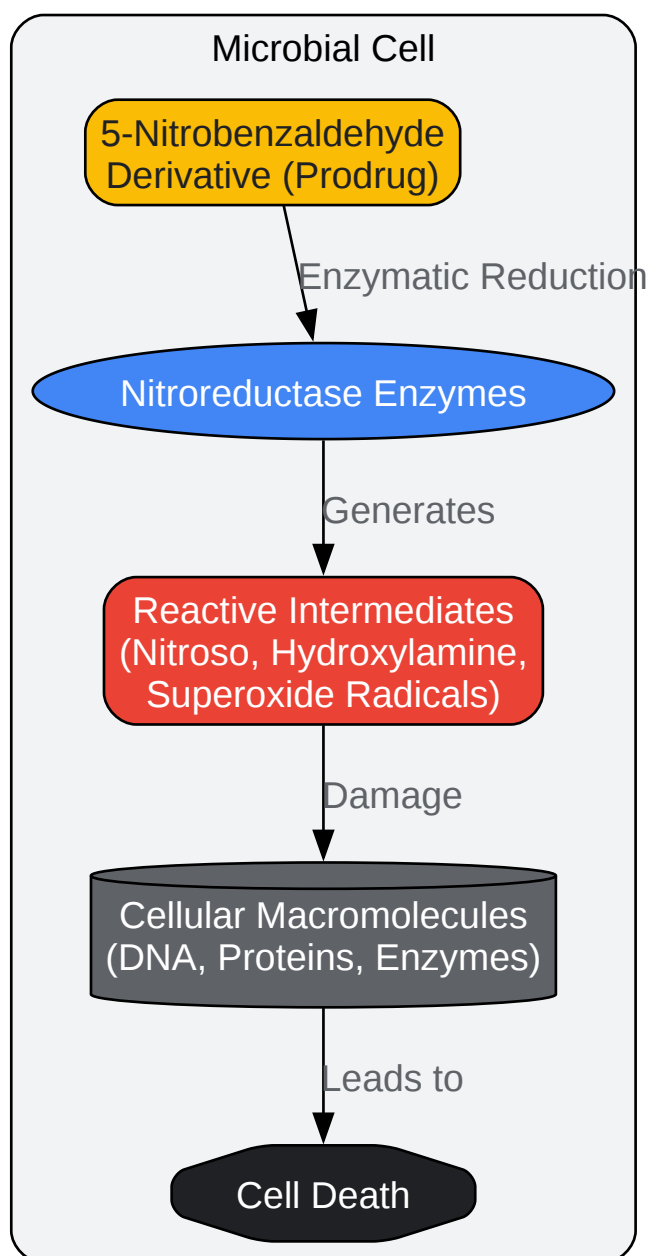 Microbial Cell
5-Nitrobenzaldehyde
Derivative (Prodrug)
Enzymatic Reduction
Nitroreductase Enzymes
Generates
Reactive Intermediates
(Nitroso, Hydroxylamine,
Superoxide Radicals)
Damage
Cellular Macromolecules
(DNA, Proteins, Enzymes)
Leads to
Cell Death